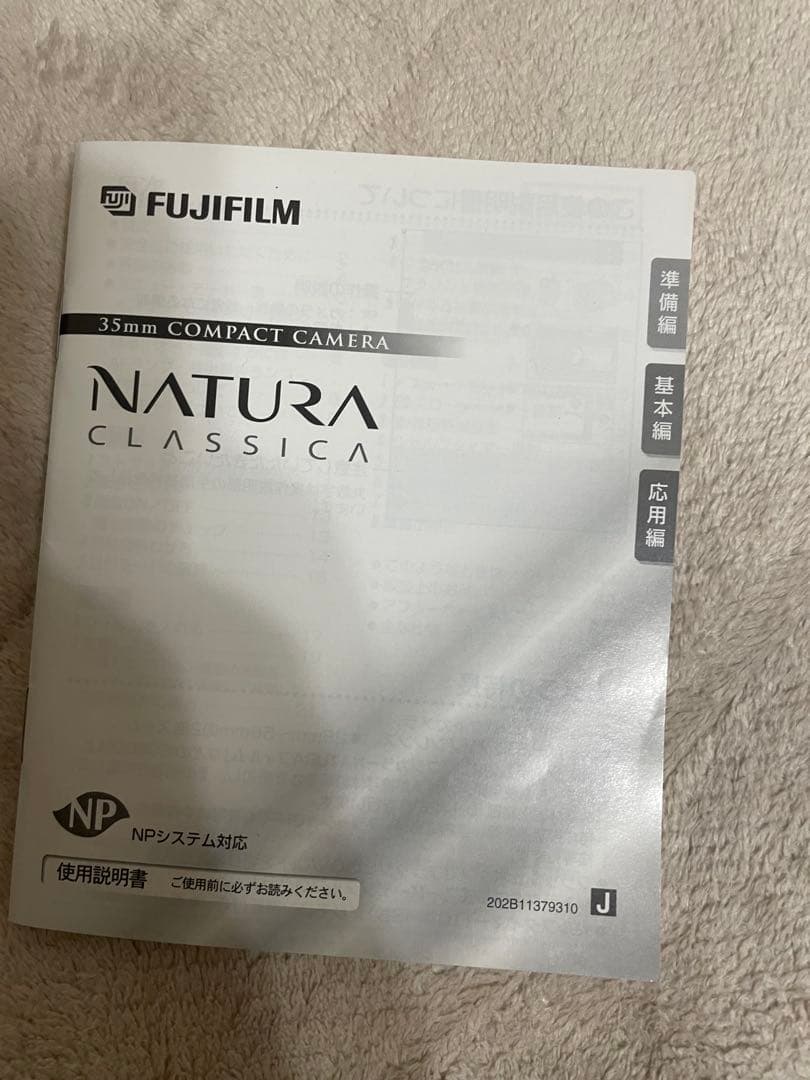 FUJI FUJIFILM
35mm COMPACT CAMERA
NATURA
CLASSICA
準備編
基本編
応用編
NP
NPシステム対応
使用説明書 ご使用前に必ずお読みください。
202B11379310 J